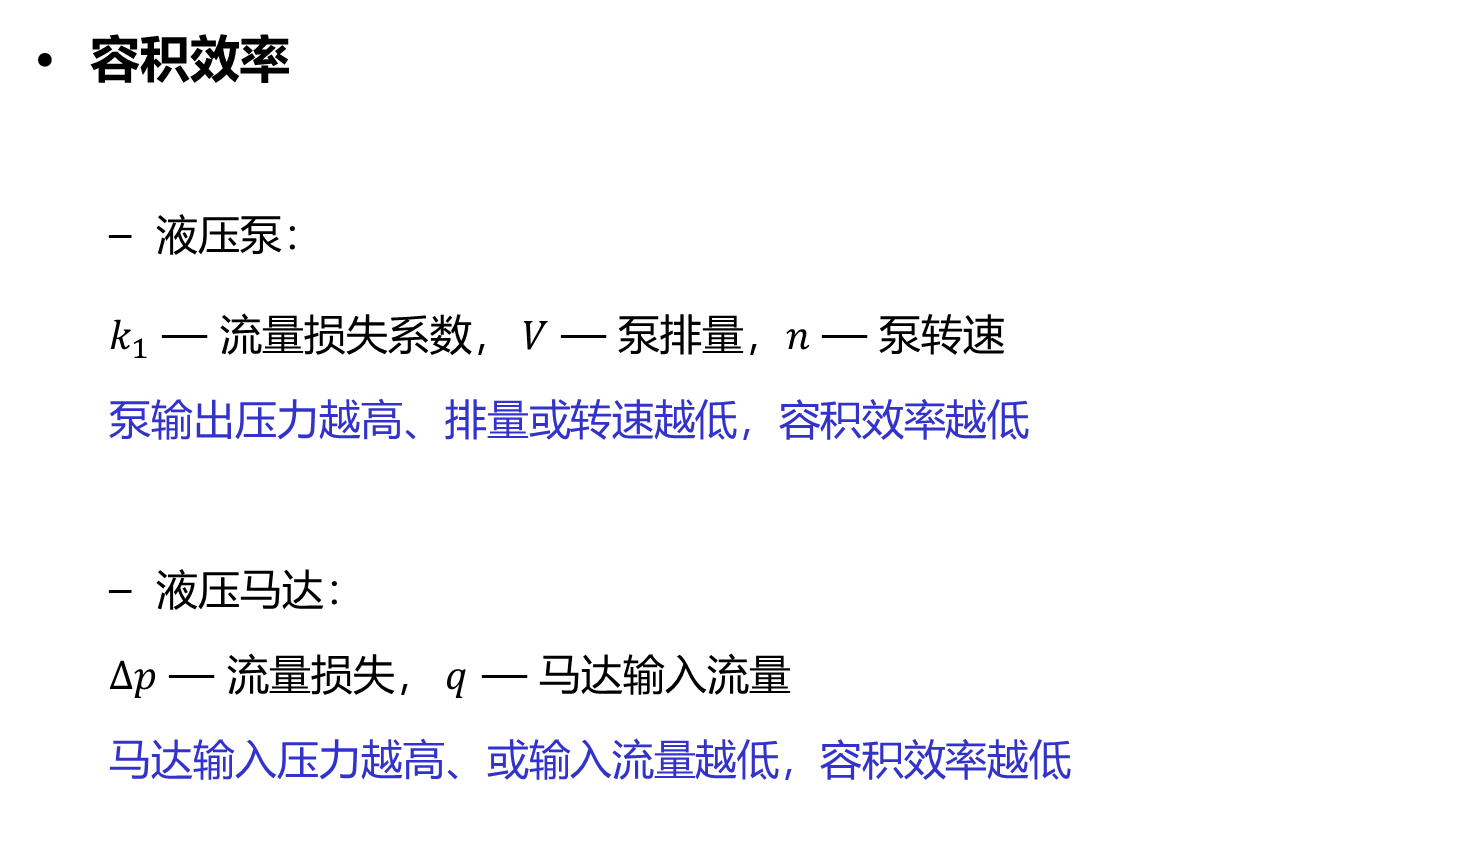 • 容积效率
– 液压泵：
k₁ — 流量损失系数， V — 泵排量，n — 泵转速
泵输出压力越高、排量或转速越低，容积效率越低
– 液压马达：
Δp — 流量损失， q — 马达输入流量
马达输入压力越高、或输入流量越低，容积效率越低